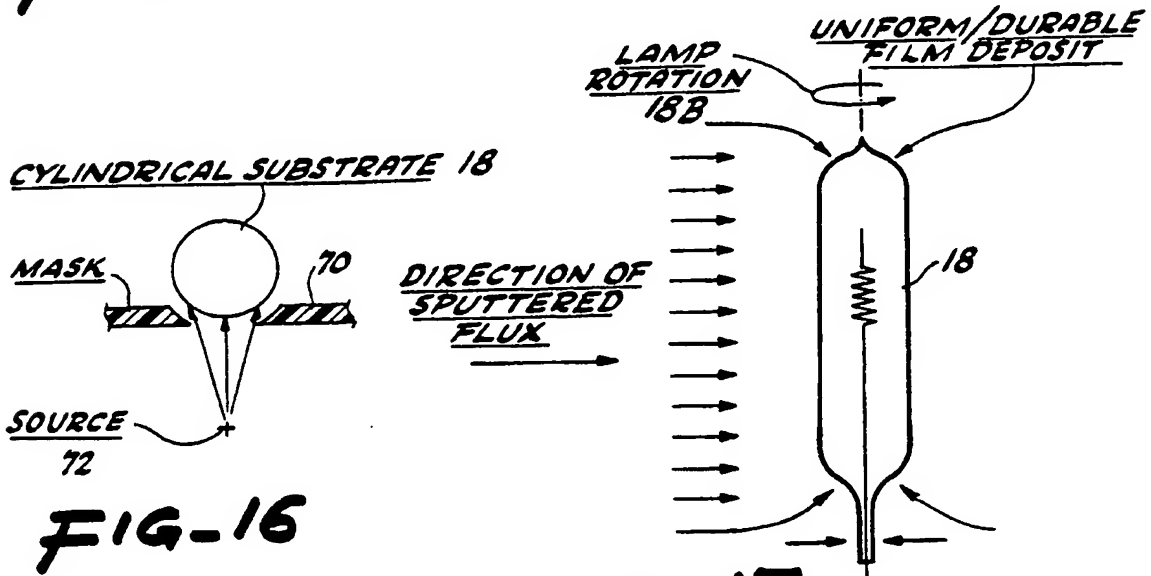 CYLINDRICAL SUBSTRATE 18
MASK
70
SOURCE
72
FIG-16
DIRECTION OF
SPUTTERED
FLUX
LAMP
ROTATION
18B
UNIFORM/DURABLE
FILM DEPOSIT
18